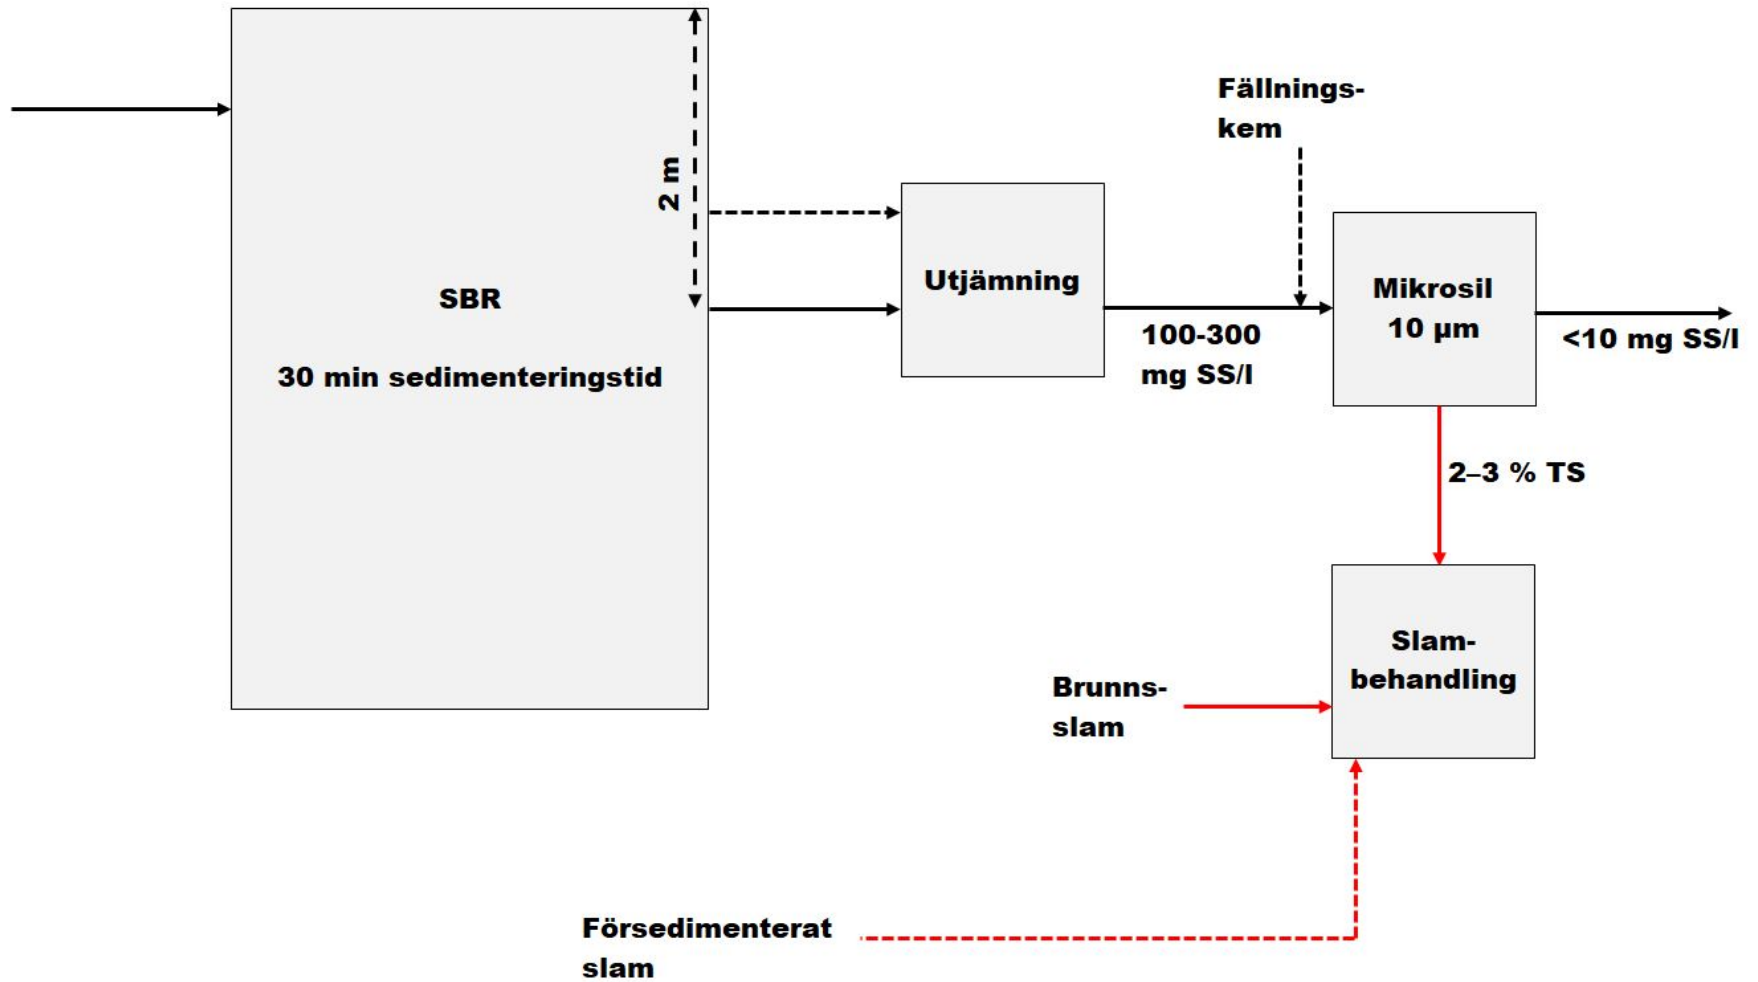 SBR
30 min sedimenteringstid
2 m
Utjämning
Fällnings-
kem
100-300
mg SS/l
Mikrosil
10 µm
<10 mg SS/l
2–3 % TS
Slam-
behandling
Brunns-
slam
Försedimenterat
slam